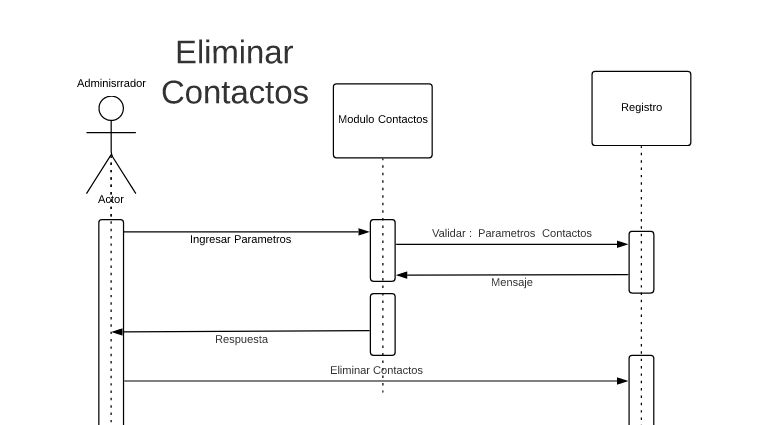 Eliminar
Contactos
Adminisrrador
Actor
Modulo Contactos
Registro
Ingresar Parametros
Validar : Parametros Contactos
Mensaje
Respuesta
Eliminar Contactos